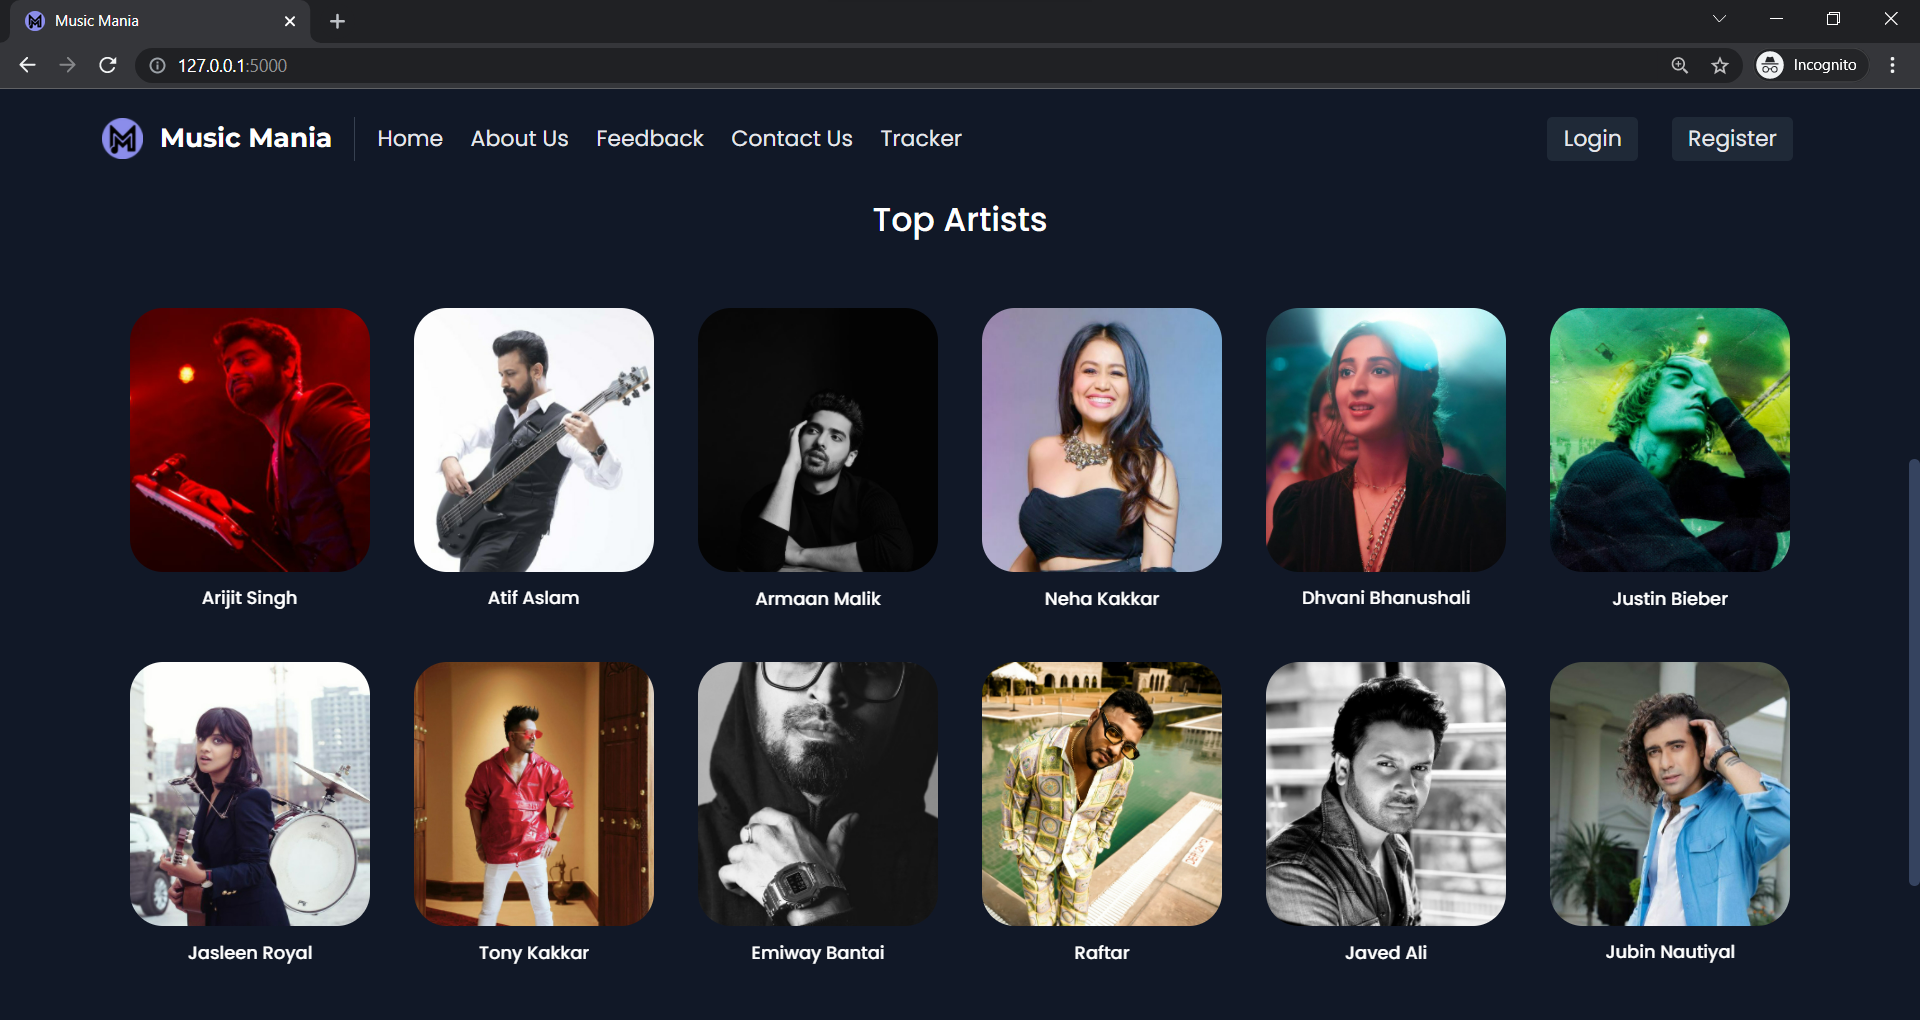 Music Mania
127.0.0.1:5000
Incognito
Music Mania Home About Us Feedback Contact Us Tracker Login Register
Top Artists
Arijit Singh Atif Aslam Armaan Malik Neha Kakkar Dhvani Bhanushali Justin Bieber
Jasleen Royal Tony Kakkar Emiway Bantai Raftar Javed Ali Jubin Nautiyal